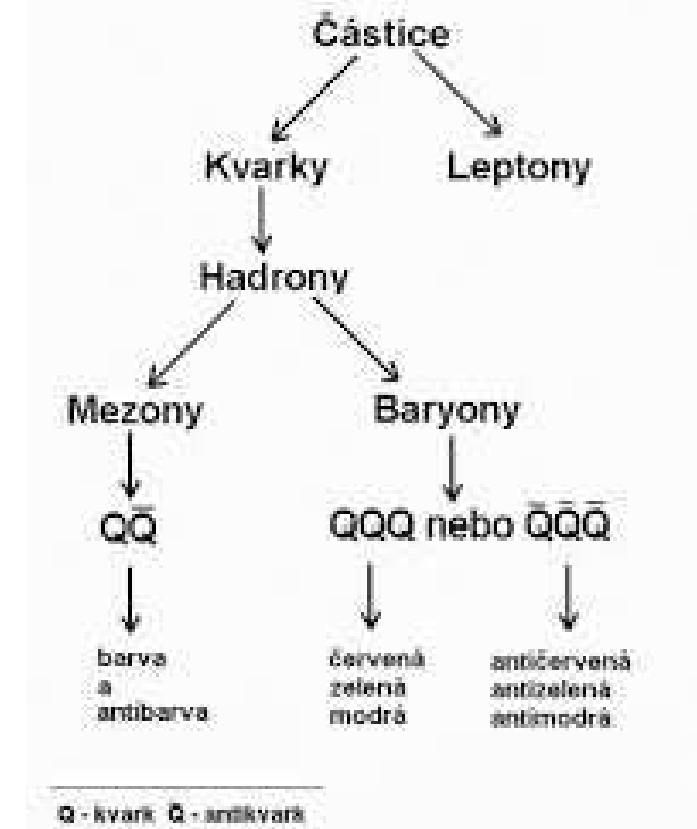 Částice
Kvarky Leptony
Hadrony
Mezony Baryony
QQ̄ QQQ nebo Q̄Q̄Q̄
barva
a
antibarva
červená
zelená
modrá
antičervená
antizelená
antimodrá
Q - kvark Q̄ - antikvark